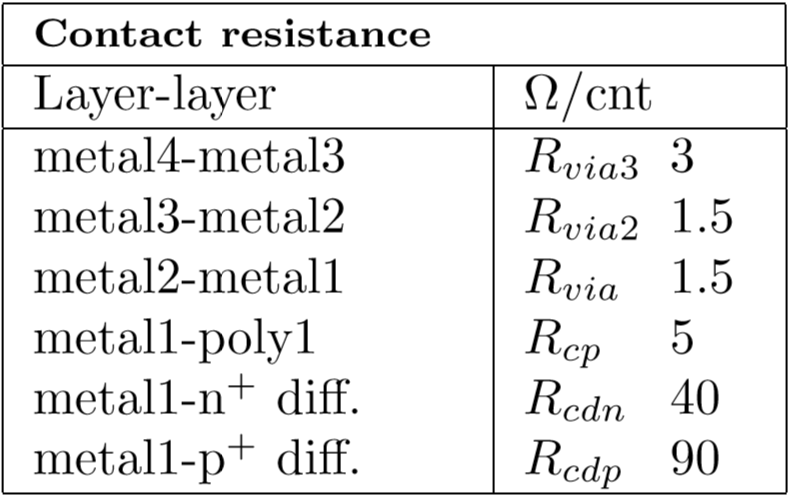 Contact resistance
Layer-layer Ω/cnt
metal4-metal3 R_{via3} 3
metal3-metal2 R_{via2} 1.5
metal2-metal1 R_{via} 1.5
metal1-poly1 R_{cp} 5
metal1-n⁺ diff. R_{cdn} 40
metal1-p⁺ diff. R_{cdp} 90